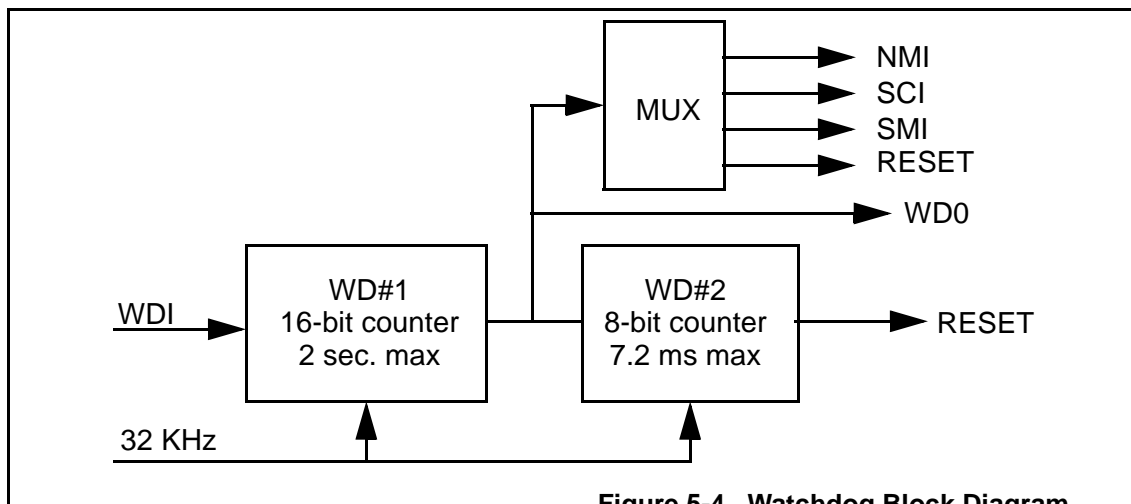 NMI
SCI
SMI
RESET
MUX
WD0
WDI
WD#1
16-bit counter
2 sec. max
WD#2
8-bit counter
7.2 ms max
RESET
32 KHz
Figure 5-4 Watchdog Block Diagram